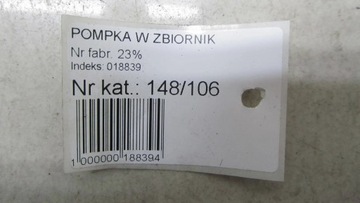 POMPKA W ZBIORNIK
Nr fabr. 23%
Indeks: 018839
Nr kat.: 148/106
1 000000 188394